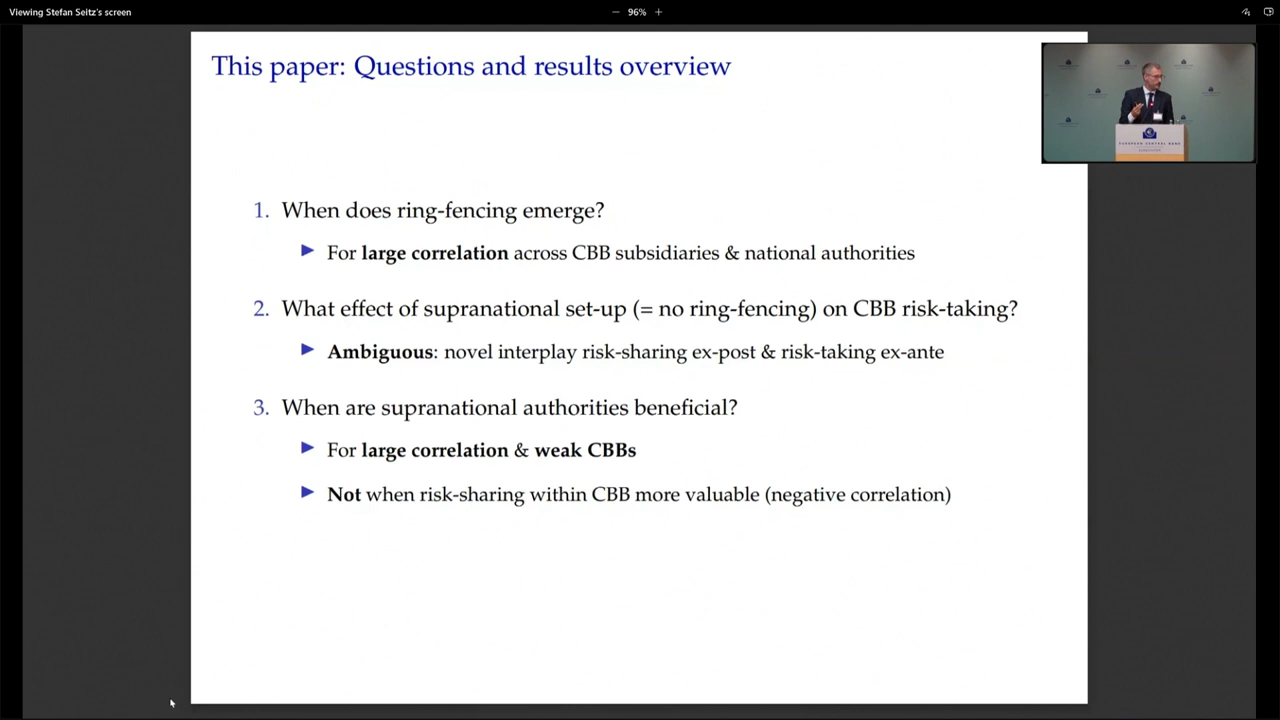 Viewing Stefan Seitz's screen
− 96% +
This paper: Questions and results overview
1. When does ring-fencing emerge?
▶ For large correlation across CBB subsidiaries & national authorities
2. What effect of supranational set-up (= no ring-fencing) on CBB risk-taking?
▶ Ambiguous: novel interplay risk-sharing ex-post & risk-taking ex-ante
3. When are supranational authorities beneficial?
▶ For large correlation & weak CBBs
▶ Not when risk-sharing within CBB more valuable (negative correlation)
EUROPEAN CENTRAL BANK